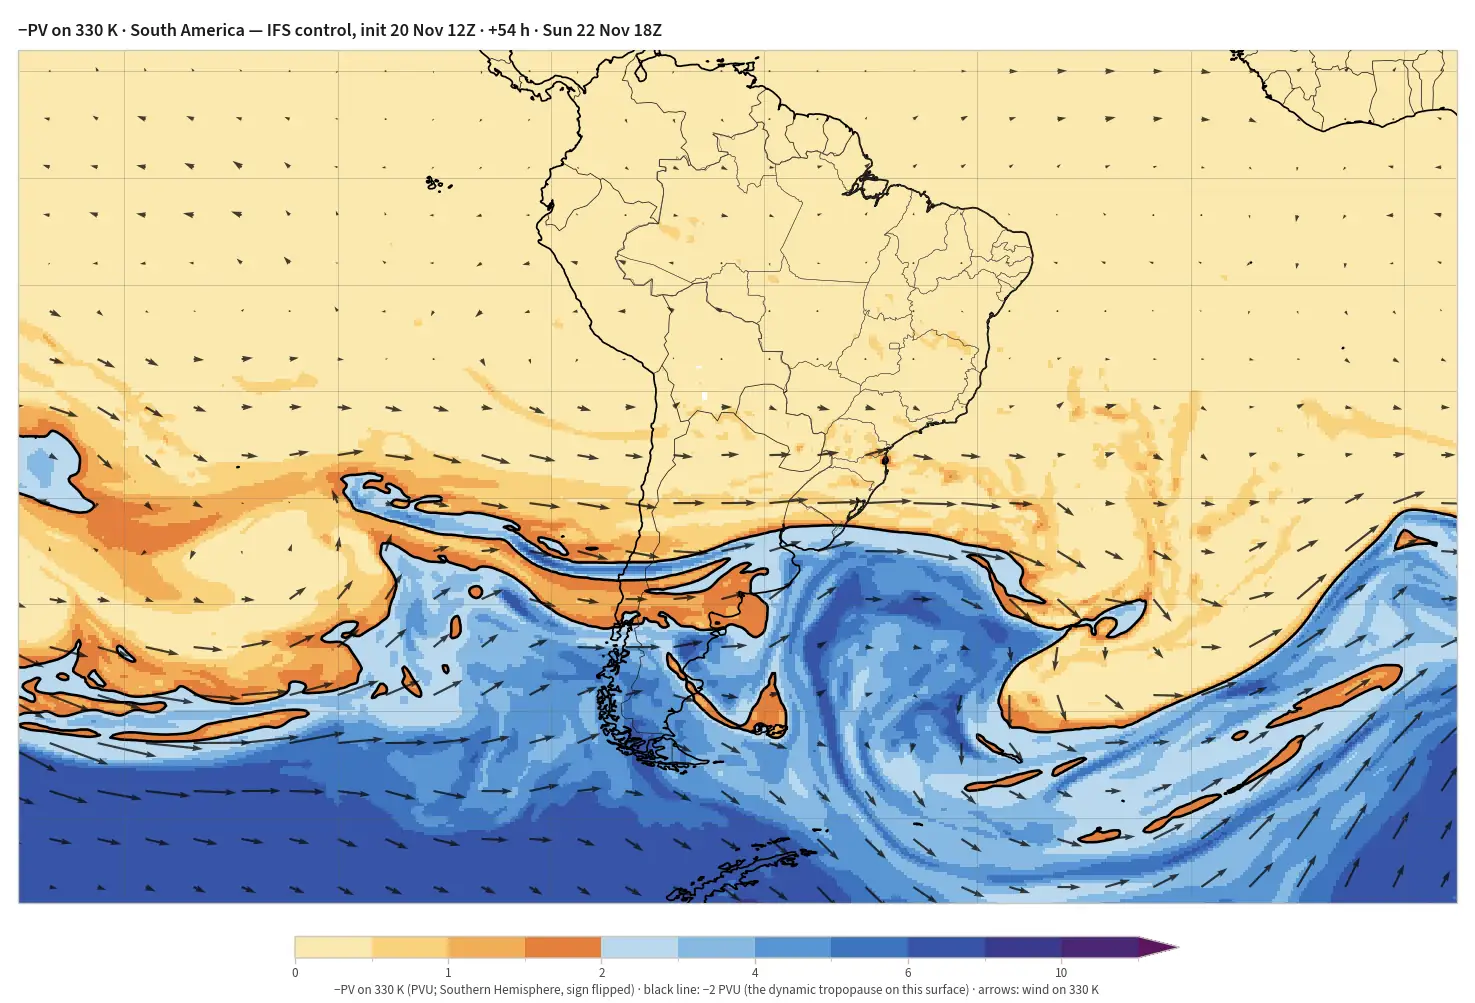 −PV on 330 K · South America — IFS control, init 20 Nov 12Z · +54 h · Sun 22 Nov 18Z
0 1 2 4 6 10
−PV on 330 K (PVU; Southern Hemisphere, sign flipped) · black line: −2 PVU (the dynamic tropopause on this surface) · arrows: wind on 330 K